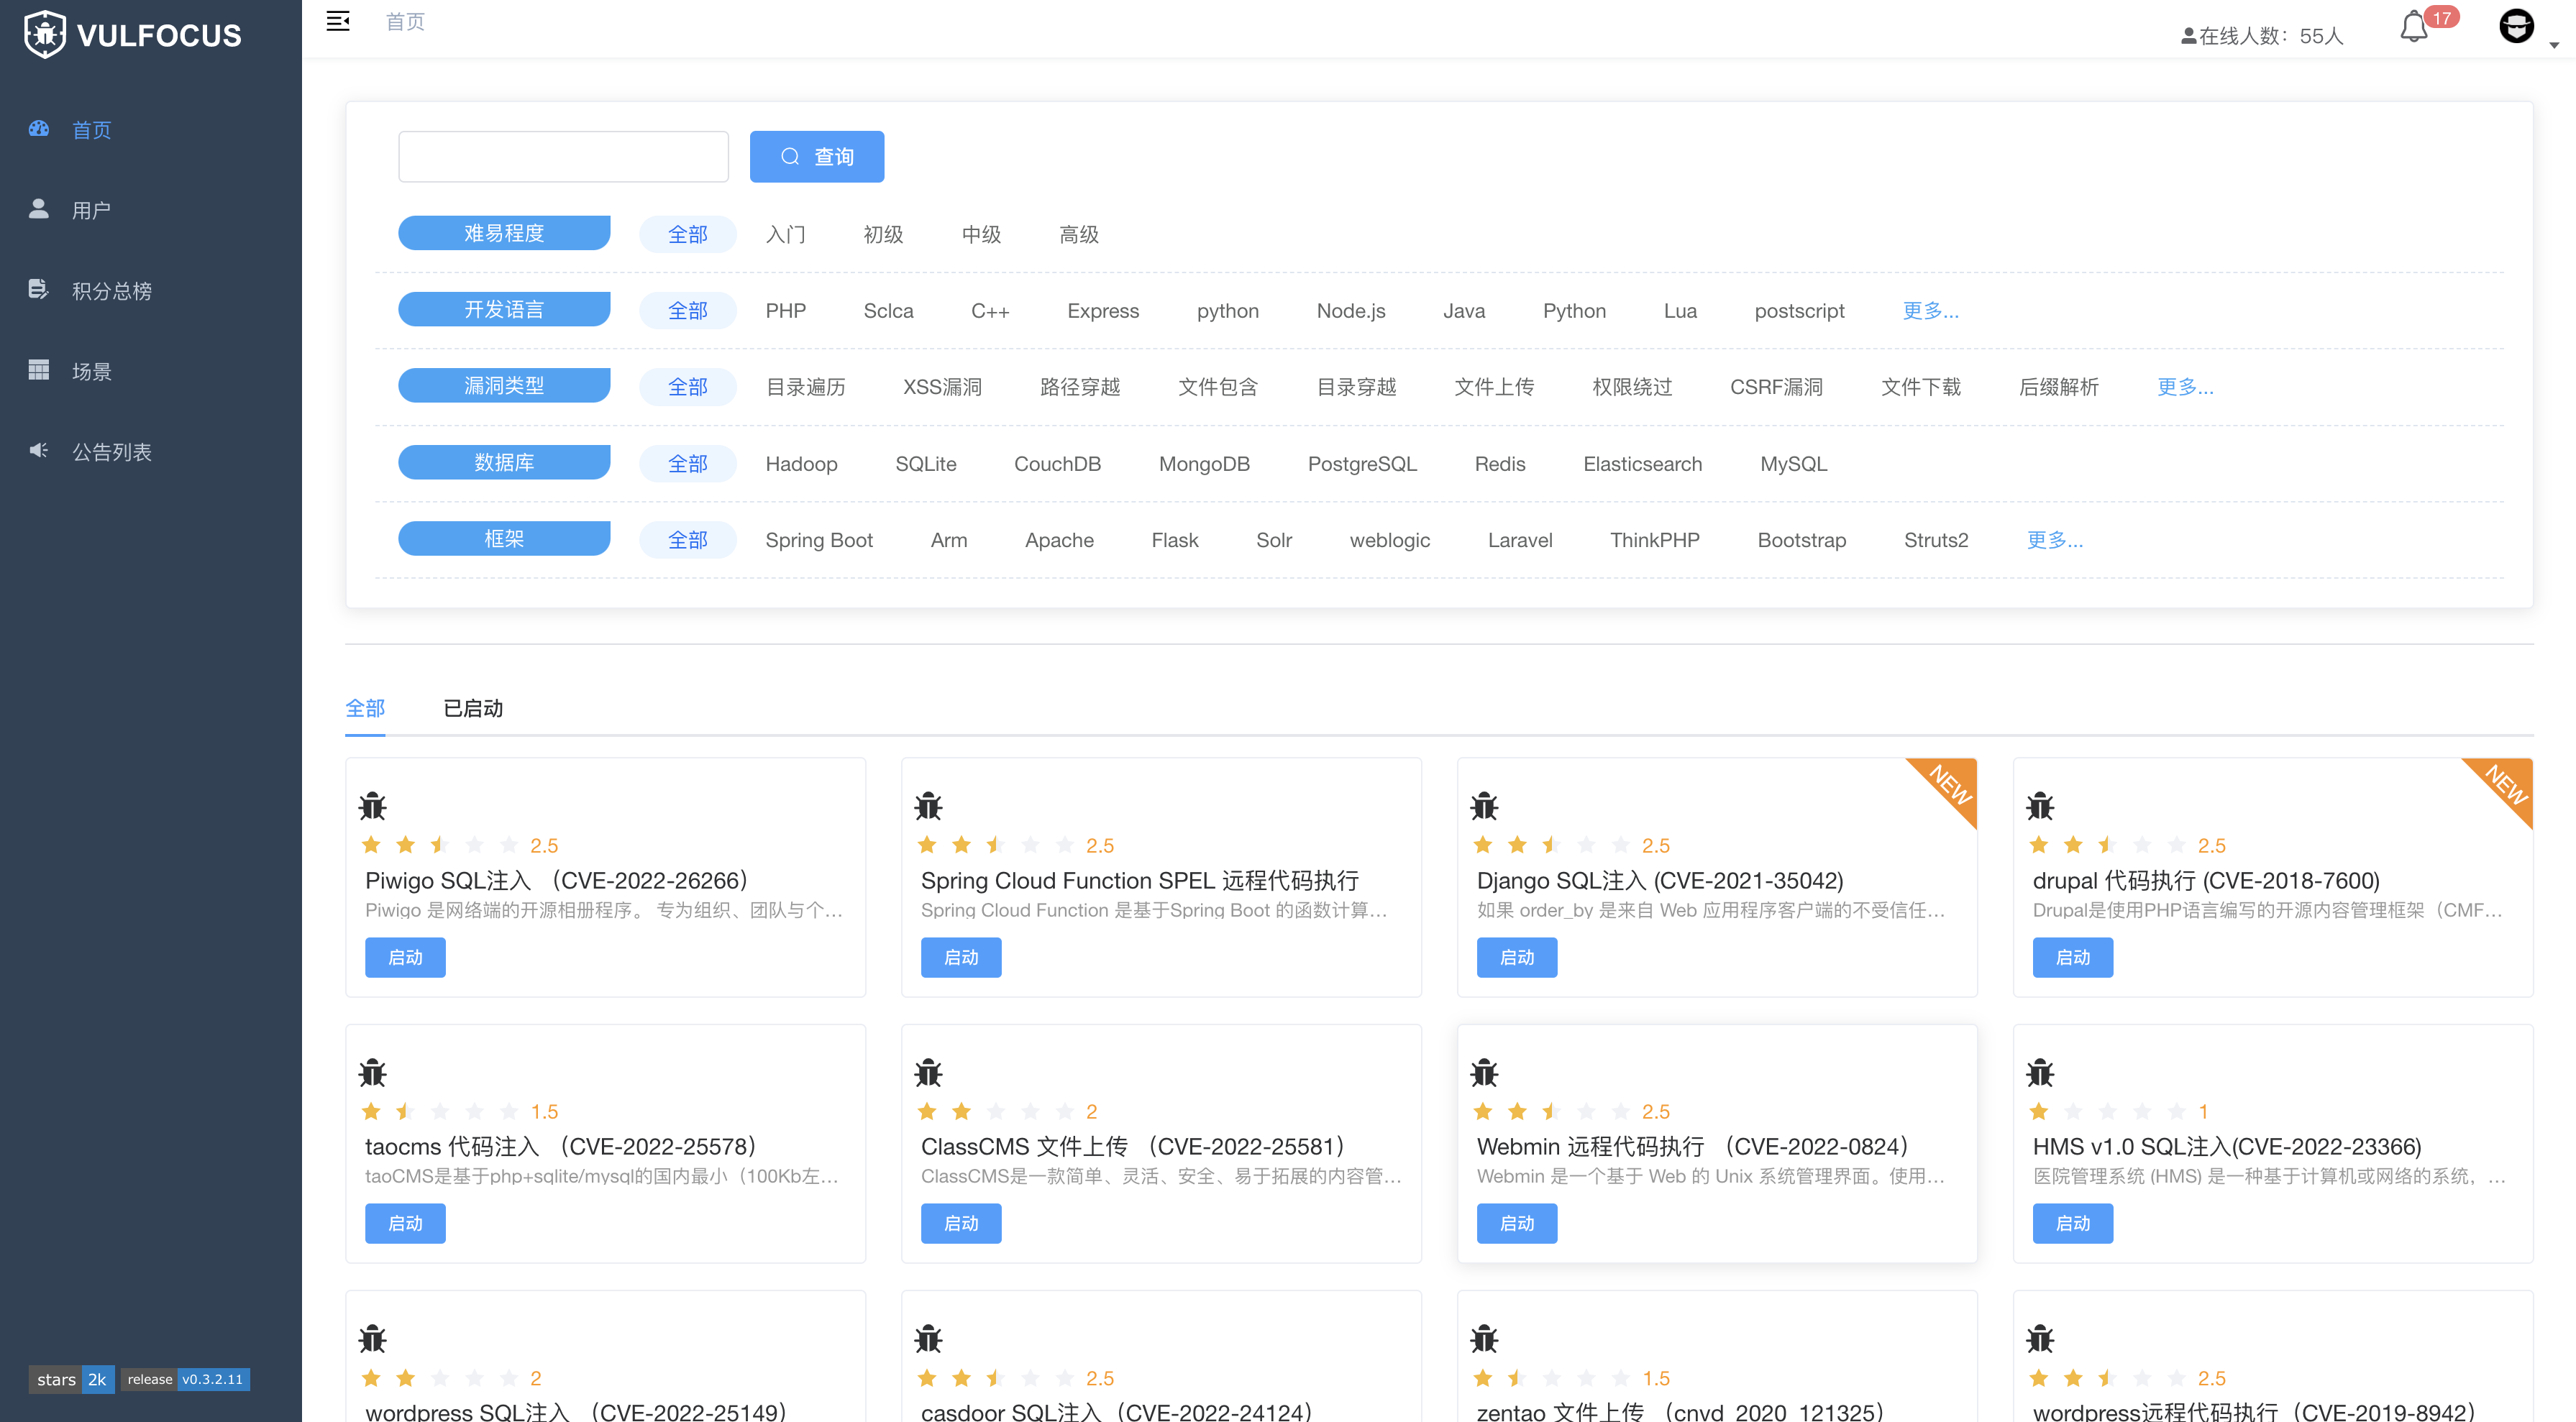 VULFOCUS
首页
在线人数：55人
17
首页
用户
积分总榜
场景
公告列表
查询
难易程度 全部 入门 初级 中级 高级
开发语言 全部 PHP Sclca C++ Express python Node.js Java Python Lua postscript 更多...
漏洞类型 全部 目录遍历 XSS漏洞 路径穿越 文件包含 目录穿越 文件上传 权限绕过 CSRF漏洞 文件下载 后缀解析 更多...
数据库 全部 Hadoop SQLite CouchDB MongoDB PostgreSQL Redis Elasticsearch MySQL
框架 全部 Spring Boot Arm Apache Flask Solr weblogic Laravel ThinkPHP Bootstrap Struts2 更多...
全部 已启动
2.5
Piwigo SQL注入 （CVE-2022-26266）
Piwigo 是网络端的开源相册程序。 专为组织、团队与个…
启动
2.5
Spring Cloud Function SPEL 远程代码执行
Spring Cloud Function 是基于Spring Boot 的函数计算…
启动
NEW
2.5
Django SQL注入 (CVE-2021-35042)
如果 order_by 是来自 Web 应用程序客户端的不受信任…
启动
NEW
2.5
drupal 代码执行 (CVE-2018-7600)
Drupal是使用PHP语言编写的开源内容管理框架（CMF…
启动
1.5
taocms 代码注入 （CVE-2022-25578）
taoCMS是基于php+sqlite/mysql的国内最小（100Kb左…
启动
2
ClassCMS 文件上传 （CVE-2022-25581）
ClassCMS是一款简单、灵活、安全、易于拓展的内容管…
启动
2.5
Webmin 远程代码执行 （CVE-2022-0824）
Webmin 是一个基于 Web 的 Unix 系统管理界面。使用…
启动
1
HMS v1.0 SQL注入(CVE-2022-23366)
医院管理系统 (HMS) 是一种基于计算机或网络的系统，…
启动
2
wordpress SQL注入 （CVE-2022-25149）
2.5
casdoor SQL注入（CVE-2022-24124）
1.5
zentao 文件上传 （cnvd_2020_121325）
2.5
wordpress远程代码执行（CVE-2019-8942）
stars 2k release v0.3.2.11